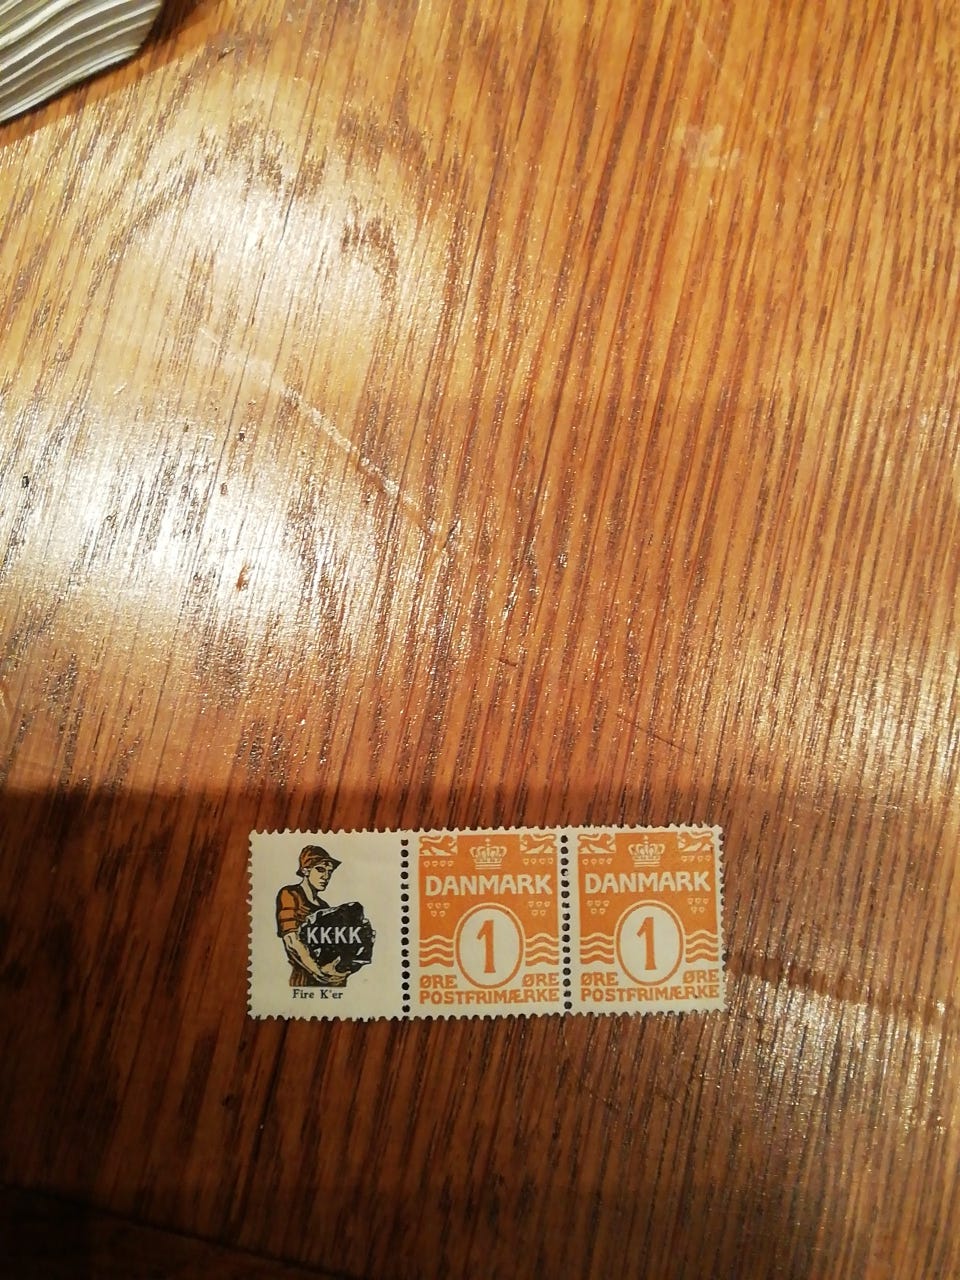 KKKK
Fire K'er
DANMARK
1
ØRE ØRE
POSTFRIMÆRKE
DANMARK
1
ØRE ØRE
POSTFRIMÆRKE